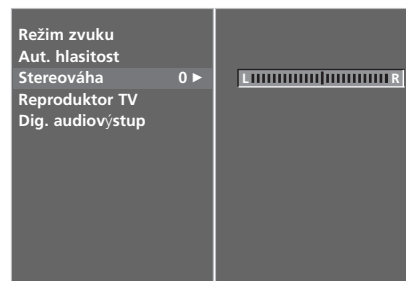 Režim zvuku
Aut. hlasitost
Stereováha 0 ►
Reproduktor TV
Dig. audiovýstup
L R